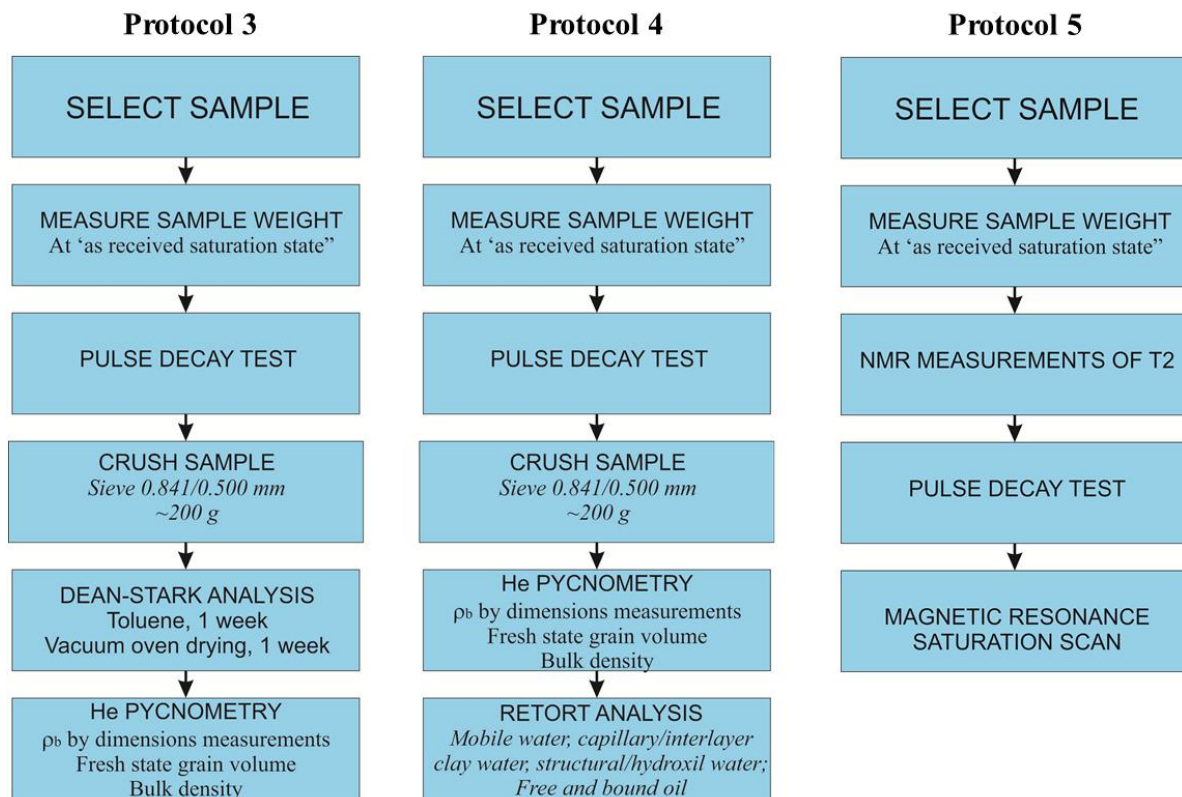 Protocol 3
SELECT SAMPLE
MEASURE SAMPLE WEIGHT
At ‘as received saturation state”
PULSE DECAY TEST
CRUSH SAMPLE
Sieve 0.841/0.500 mm
~200 g
DEAN-STARK ANALYSIS
Toluene, 1 week
Vacuum oven drying, 1 week
He PYCNOMETRY
ρb by dimensions measurements
Fresh state grain volume
Bulk density
Protocol 4
SELECT SAMPLE
MEASURE SAMPLE WEIGHT
At ‘as received saturation state”
PULSE DECAY TEST
CRUSH SAMPLE
Sieve 0.841/0.500 mm
~200 g
He PYCNOMETRY
ρb by dimensions measurements
Fresh state grain volume
Bulk density
RETORT ANALYSIS
Mobile water, capillary/interlayer
clay water, structural/hydroxil water;
Free and bound oil
Protocol 5
SELECT SAMPLE
MEASURE SAMPLE WEIGHT
At ‘as received saturation state”
NMR MEASUREMENTS OF T2
PULSE DECAY TEST
MAGNETIC RESONANCE
SATURATION SCAN